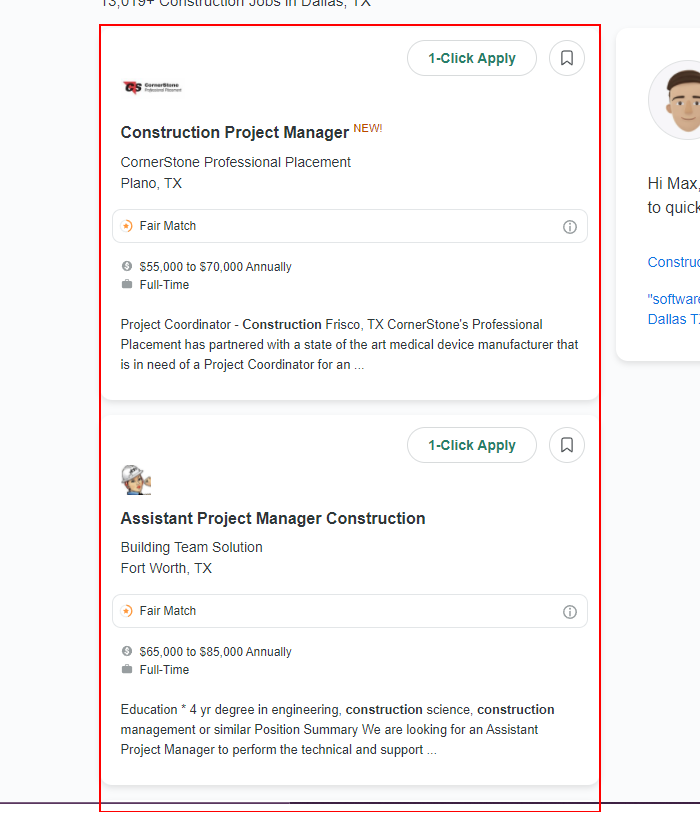 13,019+ Construction Jobs in Dallas, TX
1-Click Apply
CornerStone
Professional Placement
Construction Project Manager NEW!
CornerStone Professional Placement
Plano, TX
Fair Match
$55,000 to $70,000 Annually
Full-Time
Project Coordinator - Construction Frisco, TX CornerStone's Professional
Placement has partnered with a state of the art medical device manufacturer that
is in need of a Project Coordinator for an ...
1-Click Apply
Assistant Project Manager Construction
Building Team Solution
Fort Worth, TX
Fair Match
$65,000 to $85,000 Annually
Full-Time
Education * 4 yr degree in engineering, construction science, construction
management or similar Position Summary We are looking for an Assistant
Project Manager to perform the technical and support ...
Hi Max,
to quick
Construc
"software
Dallas T